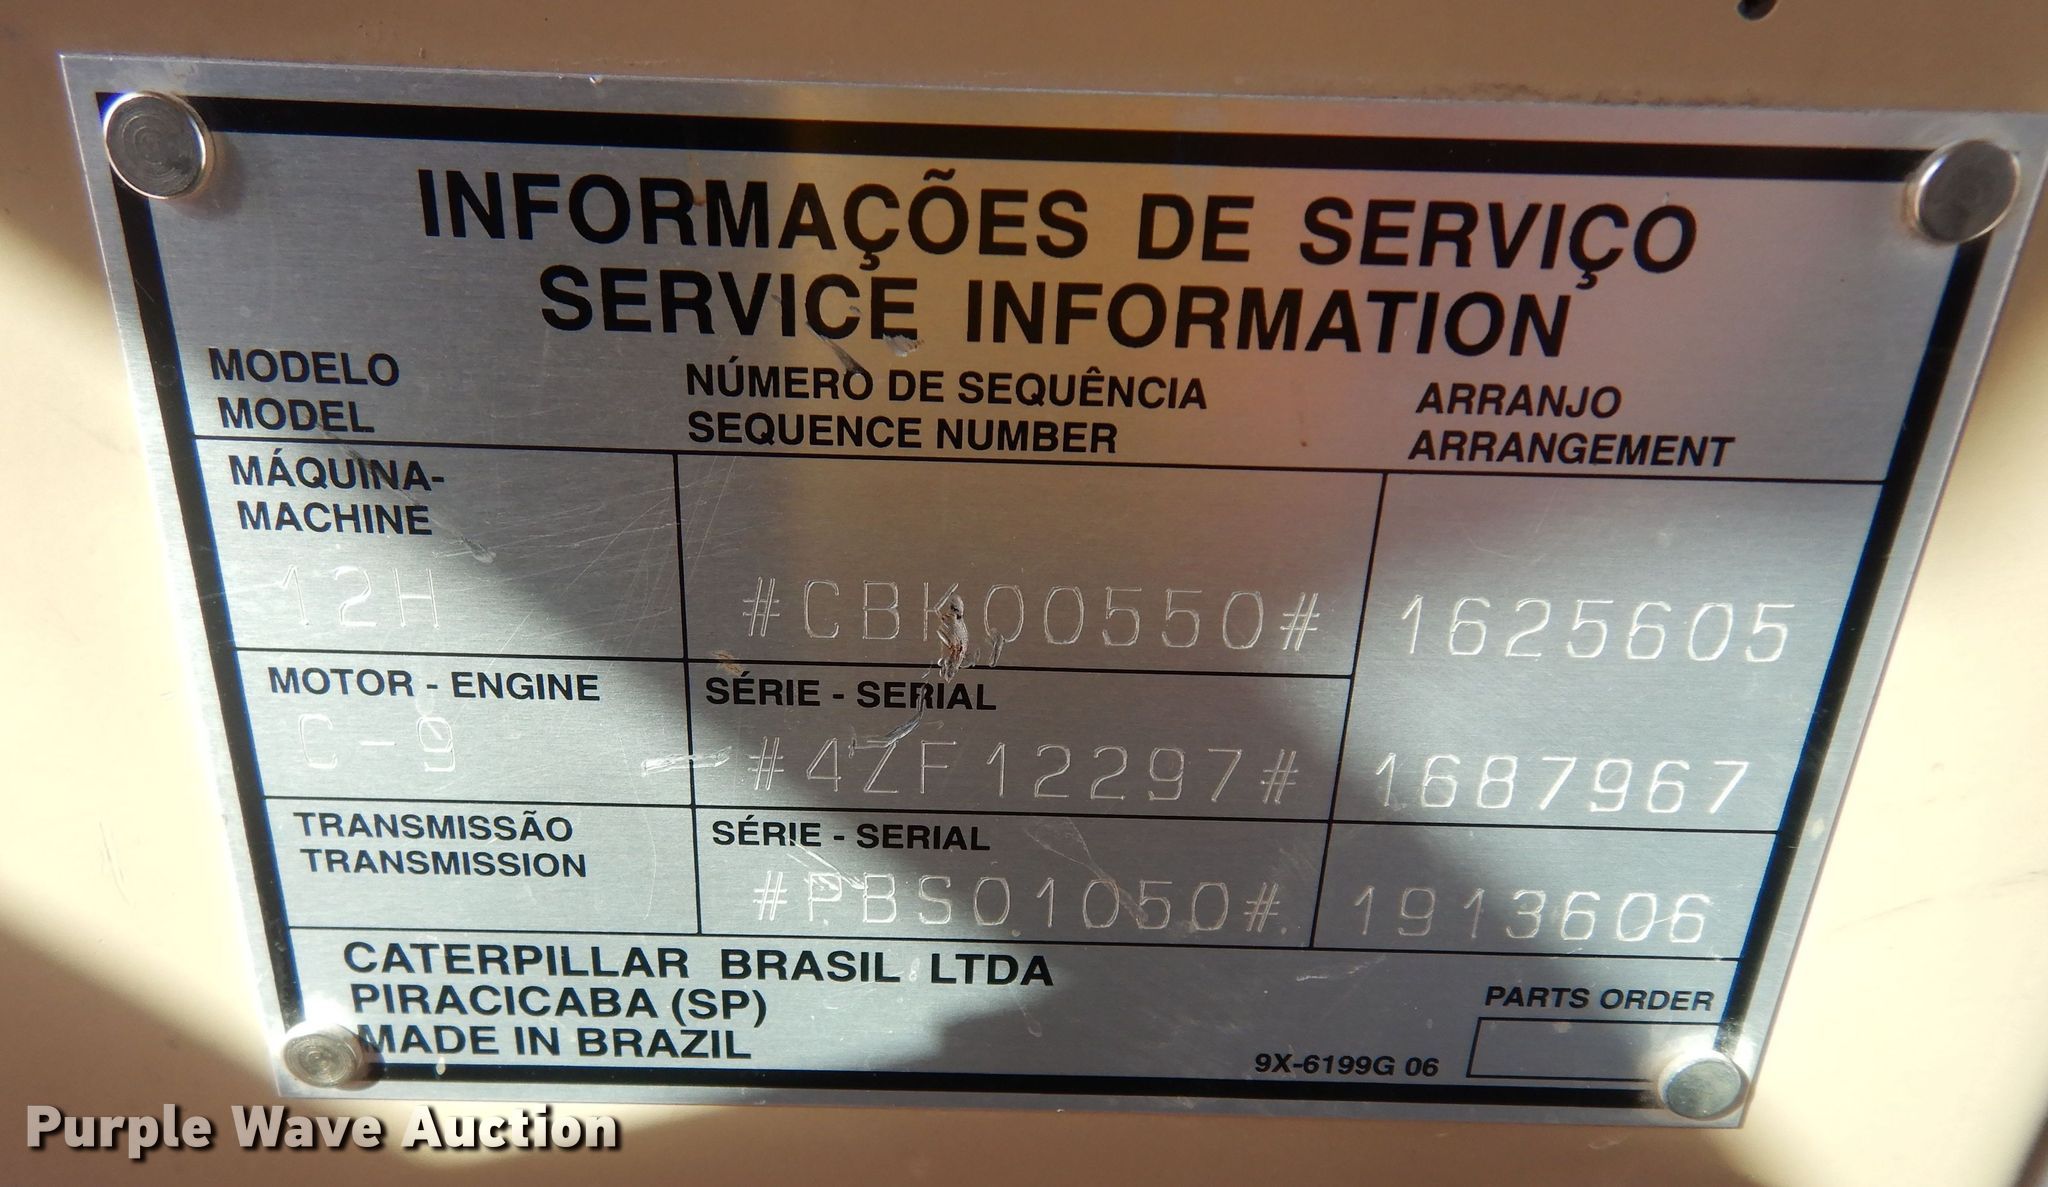 INFORMAÇÕES DE SERVIÇO
SERVICE INFORMATION
MODELO NÚMERO DE SEQUÊNCIA ARRANJO
MODEL SEQUENCE NUMBER ARRANGEMENT
MÁQUINA-
MACHINE
12H #CBK00550# 1625605
MOTOR - ENGINE SÉRIE - SERIAL
C-9 #4ZF12297# 1687967
TRANSMISSÃO SÉRIE - SERIAL
TRANSMISSION
#PBS01050# 1913606
CATERPILLAR BRASIL LTDA
PIRACICABA (SP)
MADE IN BRAZIL
PARTS ORDER
9X-6199G 06
Purple Wave Auction